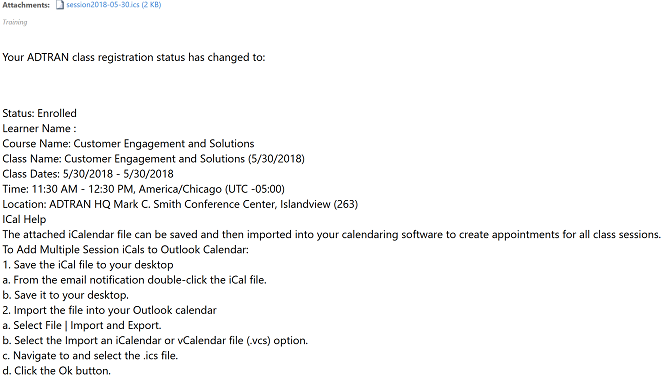 Attachments: session2018-05-30.ics (2 KB)
Training
Your ADTRAN class registration status has changed to:
Status: Enrolled
Learner Name :
Course Name: Customer Engagement and Solutions
Class Name: Customer Engagement and Solutions (5/30/2018)
Class Dates: 5/30/2018 - 5/30/2018
Time: 11:30 AM - 12:30 PM, America/Chicago (UTC -05:00)
Location: ADTRAN HQ Mark C. Smith Conference Center, Islandview (263)
ICal Help
The attached iCalendar file can be saved and then imported into your calendaring software to create appointments for all class sessions.
To Add Multiple Session iCals to Outlook Calendar:
1. Save the iCal file to your desktop
a. From the email notification double-click the iCal file.
b. Save it to your desktop.
2. Import the file into your Outlook calendar
a. Select File | Import and Export.
b. Select the Import an iCalendar or vCalendar file (.vcs) option.
c. Navigate to and select the .ics file.
d. Click the Ok button.